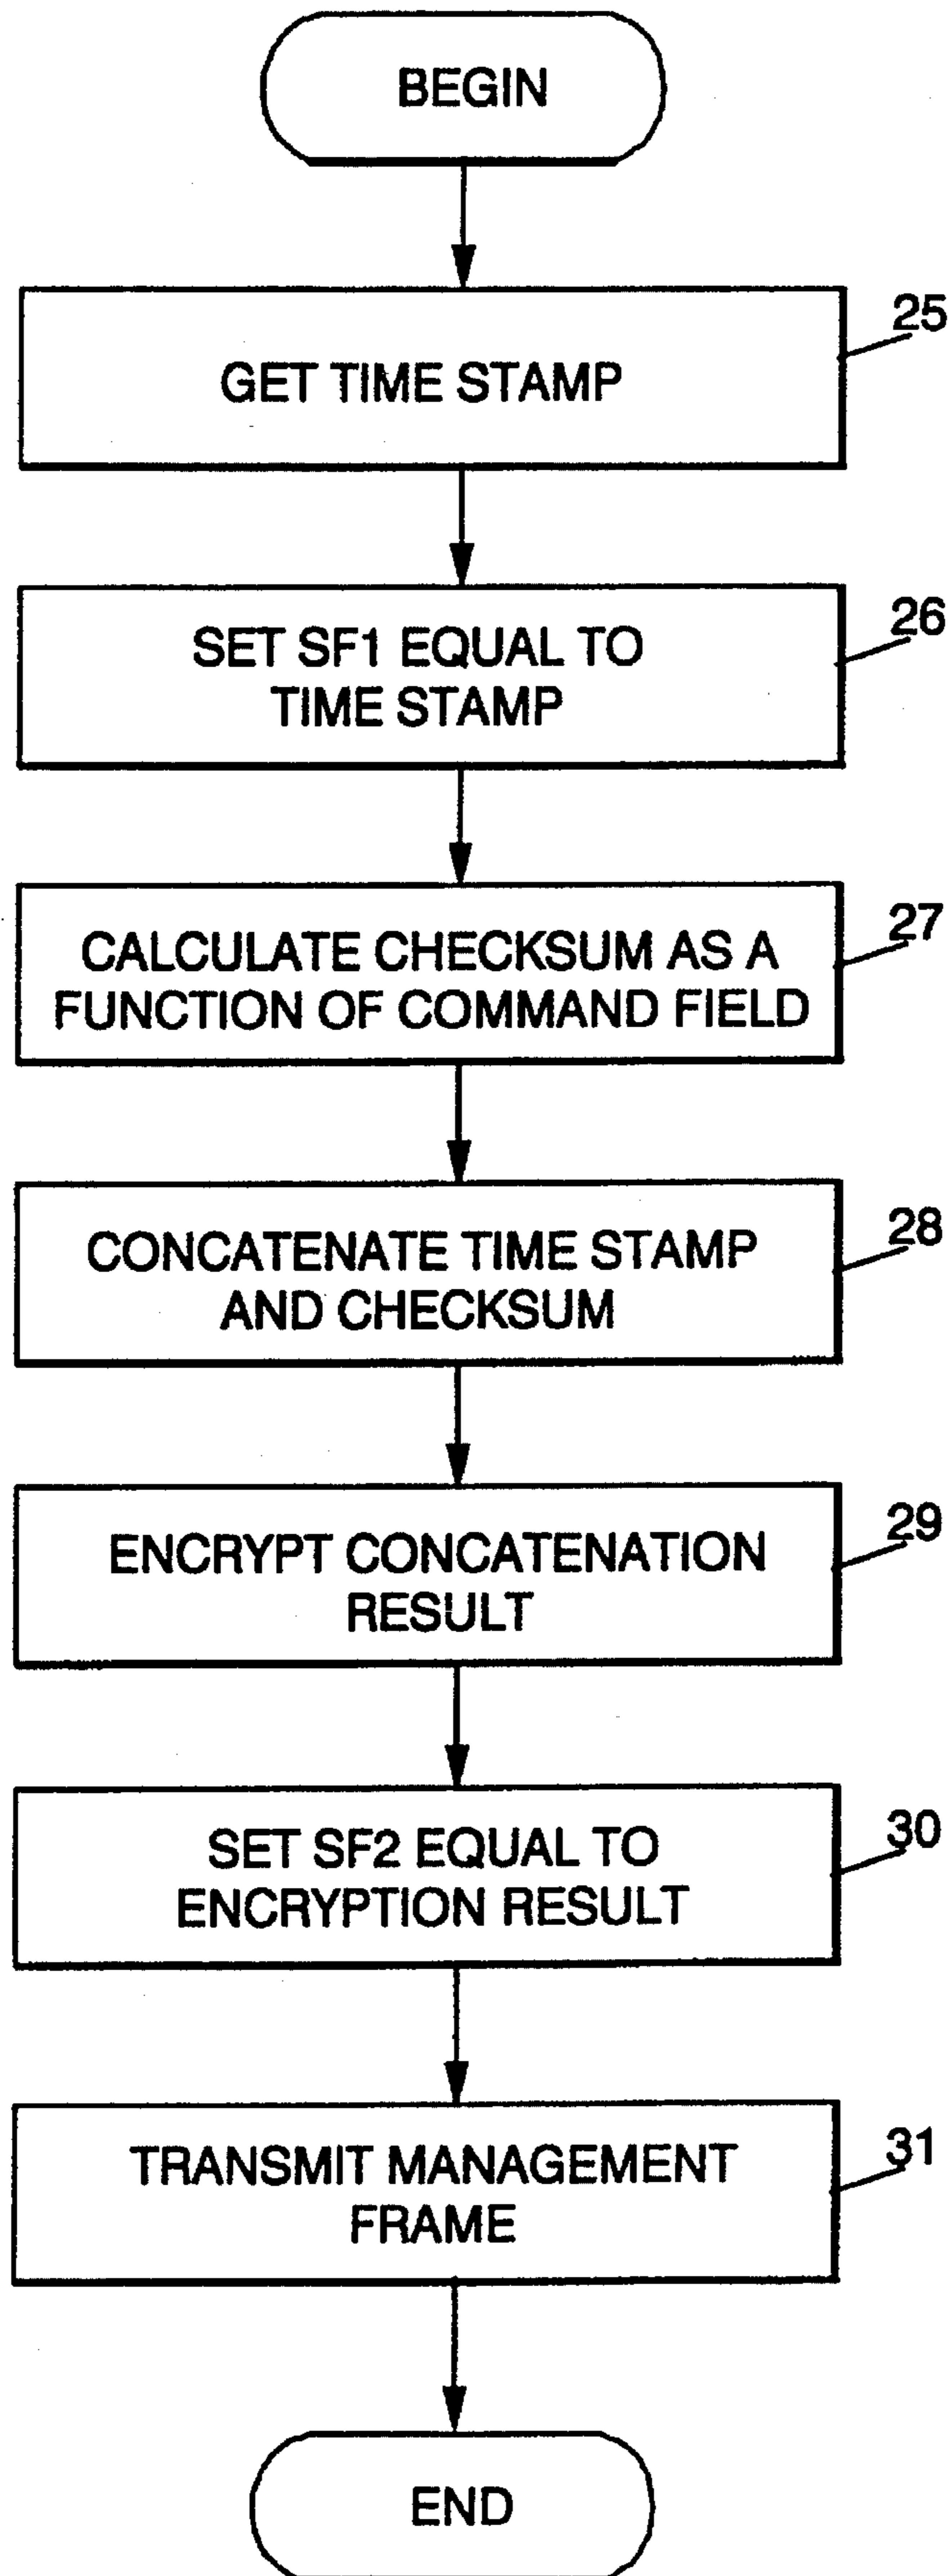 BEGIN
25
GET TIME STAMP
26
SET SF1 EQUAL TO
TIME STAMP
27
CALCULATE CHECKSUM AS A
FUNCTION OF COMMAND FIELD
28
CONCATENATE TIME STAMP
AND CHECKSUM
29
ENCRYPT CONCATENATION
RESULT
30
SET SF2 EQUAL TO
ENCRYPTION RESULT
31
TRANSMIT MANAGEMENT
FRAME
END